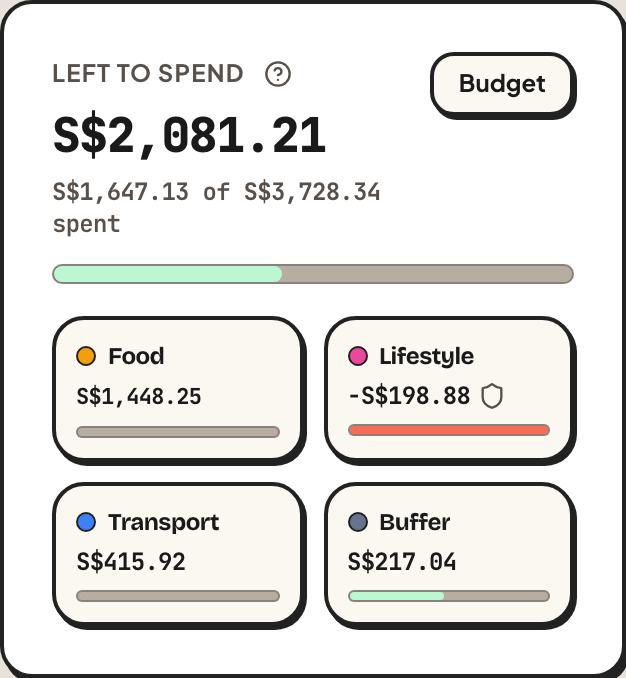 LEFT TO SPEND
Budget
S$2,081.21
S$1,647.13 of S$3,728.34
spent
Food
S$1,448.25
Lifestyle
-S$198.88
Transport
S$415.92
Buffer
S$217.04